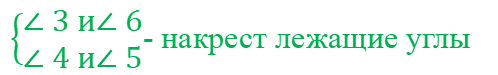 ∠ 3 и∠ 6
∠ 4 и∠ 5 - накрест лежащие углы